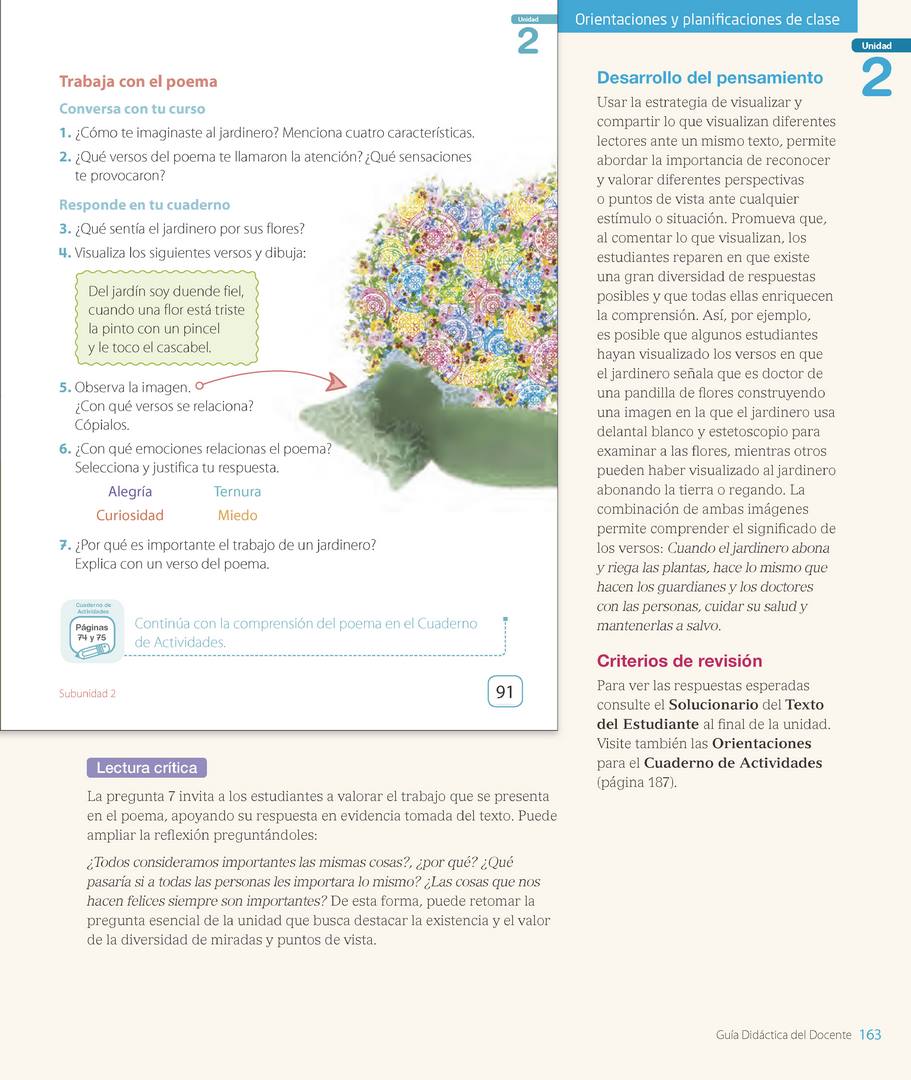 Unidad
2
Trabaja con el poema
Conversa con tu curso
1. ¿Cómo te imaginaste al jardinero? Menciona cuatro características.
2. ¿Qué versos del poema te llamaron la atención? ¿Qué sensaciones
te provocaron?
Responde en tu cuaderno
3. ¿Qué sentía el jardinero por sus flores?
4. Visualiza los siguientes versos y dibuja:
Del jardín soy duende fiel,
cuando una flor está triste
la pinto con un pincel
y le toco el cascabel.
5. Observa la imagen.
¿Con qué versos se relaciona?
Cópialos.
6. ¿Con qué emociones relacionas el poema?
Selecciona y justifica tu respuesta.
Alegría Ternura
Curiosidad Miedo
7. ¿Por qué es importante el trabajo de un jardinero?
Explica con un verso del poema.
Cuaderno de
Actividades
Páginas
74 y 75
Continúa con la comprensión del poema en el Cuaderno
de Actividades.
Subunidad 2
91
Lectura crítica
La pregunta 7 invita a los estudiantes a valorar el trabajo que se presenta
en el poema, apoyando su respuesta en evidencia tomada del texto. Puede
ampliar la reflexión preguntándoles:
¿Todos consideramos importantes las mismas cosas?, ¿por qué? ¿Qué
pasaría si a todas las personas les importara lo mismo? ¿Las cosas que nos
hacen felices siempre son importantes? De esta forma, puede retomar la
pregunta esencial de la unidad que busca destacar la existencia y el valor
de la diversidad de miradas y puntos de vista.
Orientaciones y planificaciones de clase
Unidad
2
Desarrollo del pensamiento
Usar la estrategia de visualizar y
compartir lo que visualizan diferentes
lectores ante un mismo texto, permite
abordar la importancia de reconocer
y valorar diferentes perspectivas
o puntos de vista ante cualquier
estímulo o situación. Promueva que,
al comentar lo que visualizan, los
estudiantes reparen en que existe
una gran diversidad de respuestas
posibles y que todas ellas enriquecen
la comprensión. Así, por ejemplo,
es posible que algunos estudiantes
hayan visualizado los versos en que
el jardinero señala que es doctor de
una pandilla de flores construyendo
una imagen en la que el jardinero usa
delantal blanco y estetoscopio para
examinar a las flores, mientras otros
pueden haber visualizado al jardinero
abonando la tierra o regando. La
combinación de ambas imágenes
permite comprender el significado de
los versos: Cuando el jardinero abona
y riega las plantas, hace lo mismo que
hacen los guardianes y los doctores
con las personas, cuidar su salud y
mantenerlas a salvo.
Criterios de revisión
Para ver las respuestas esperadas
consulte el Solucionario del Texto
del Estudiante al final de la unidad.
Visite también las Orientaciones
para el Cuaderno de Actividades
(página 187).
Guía Didáctica del Docente 163